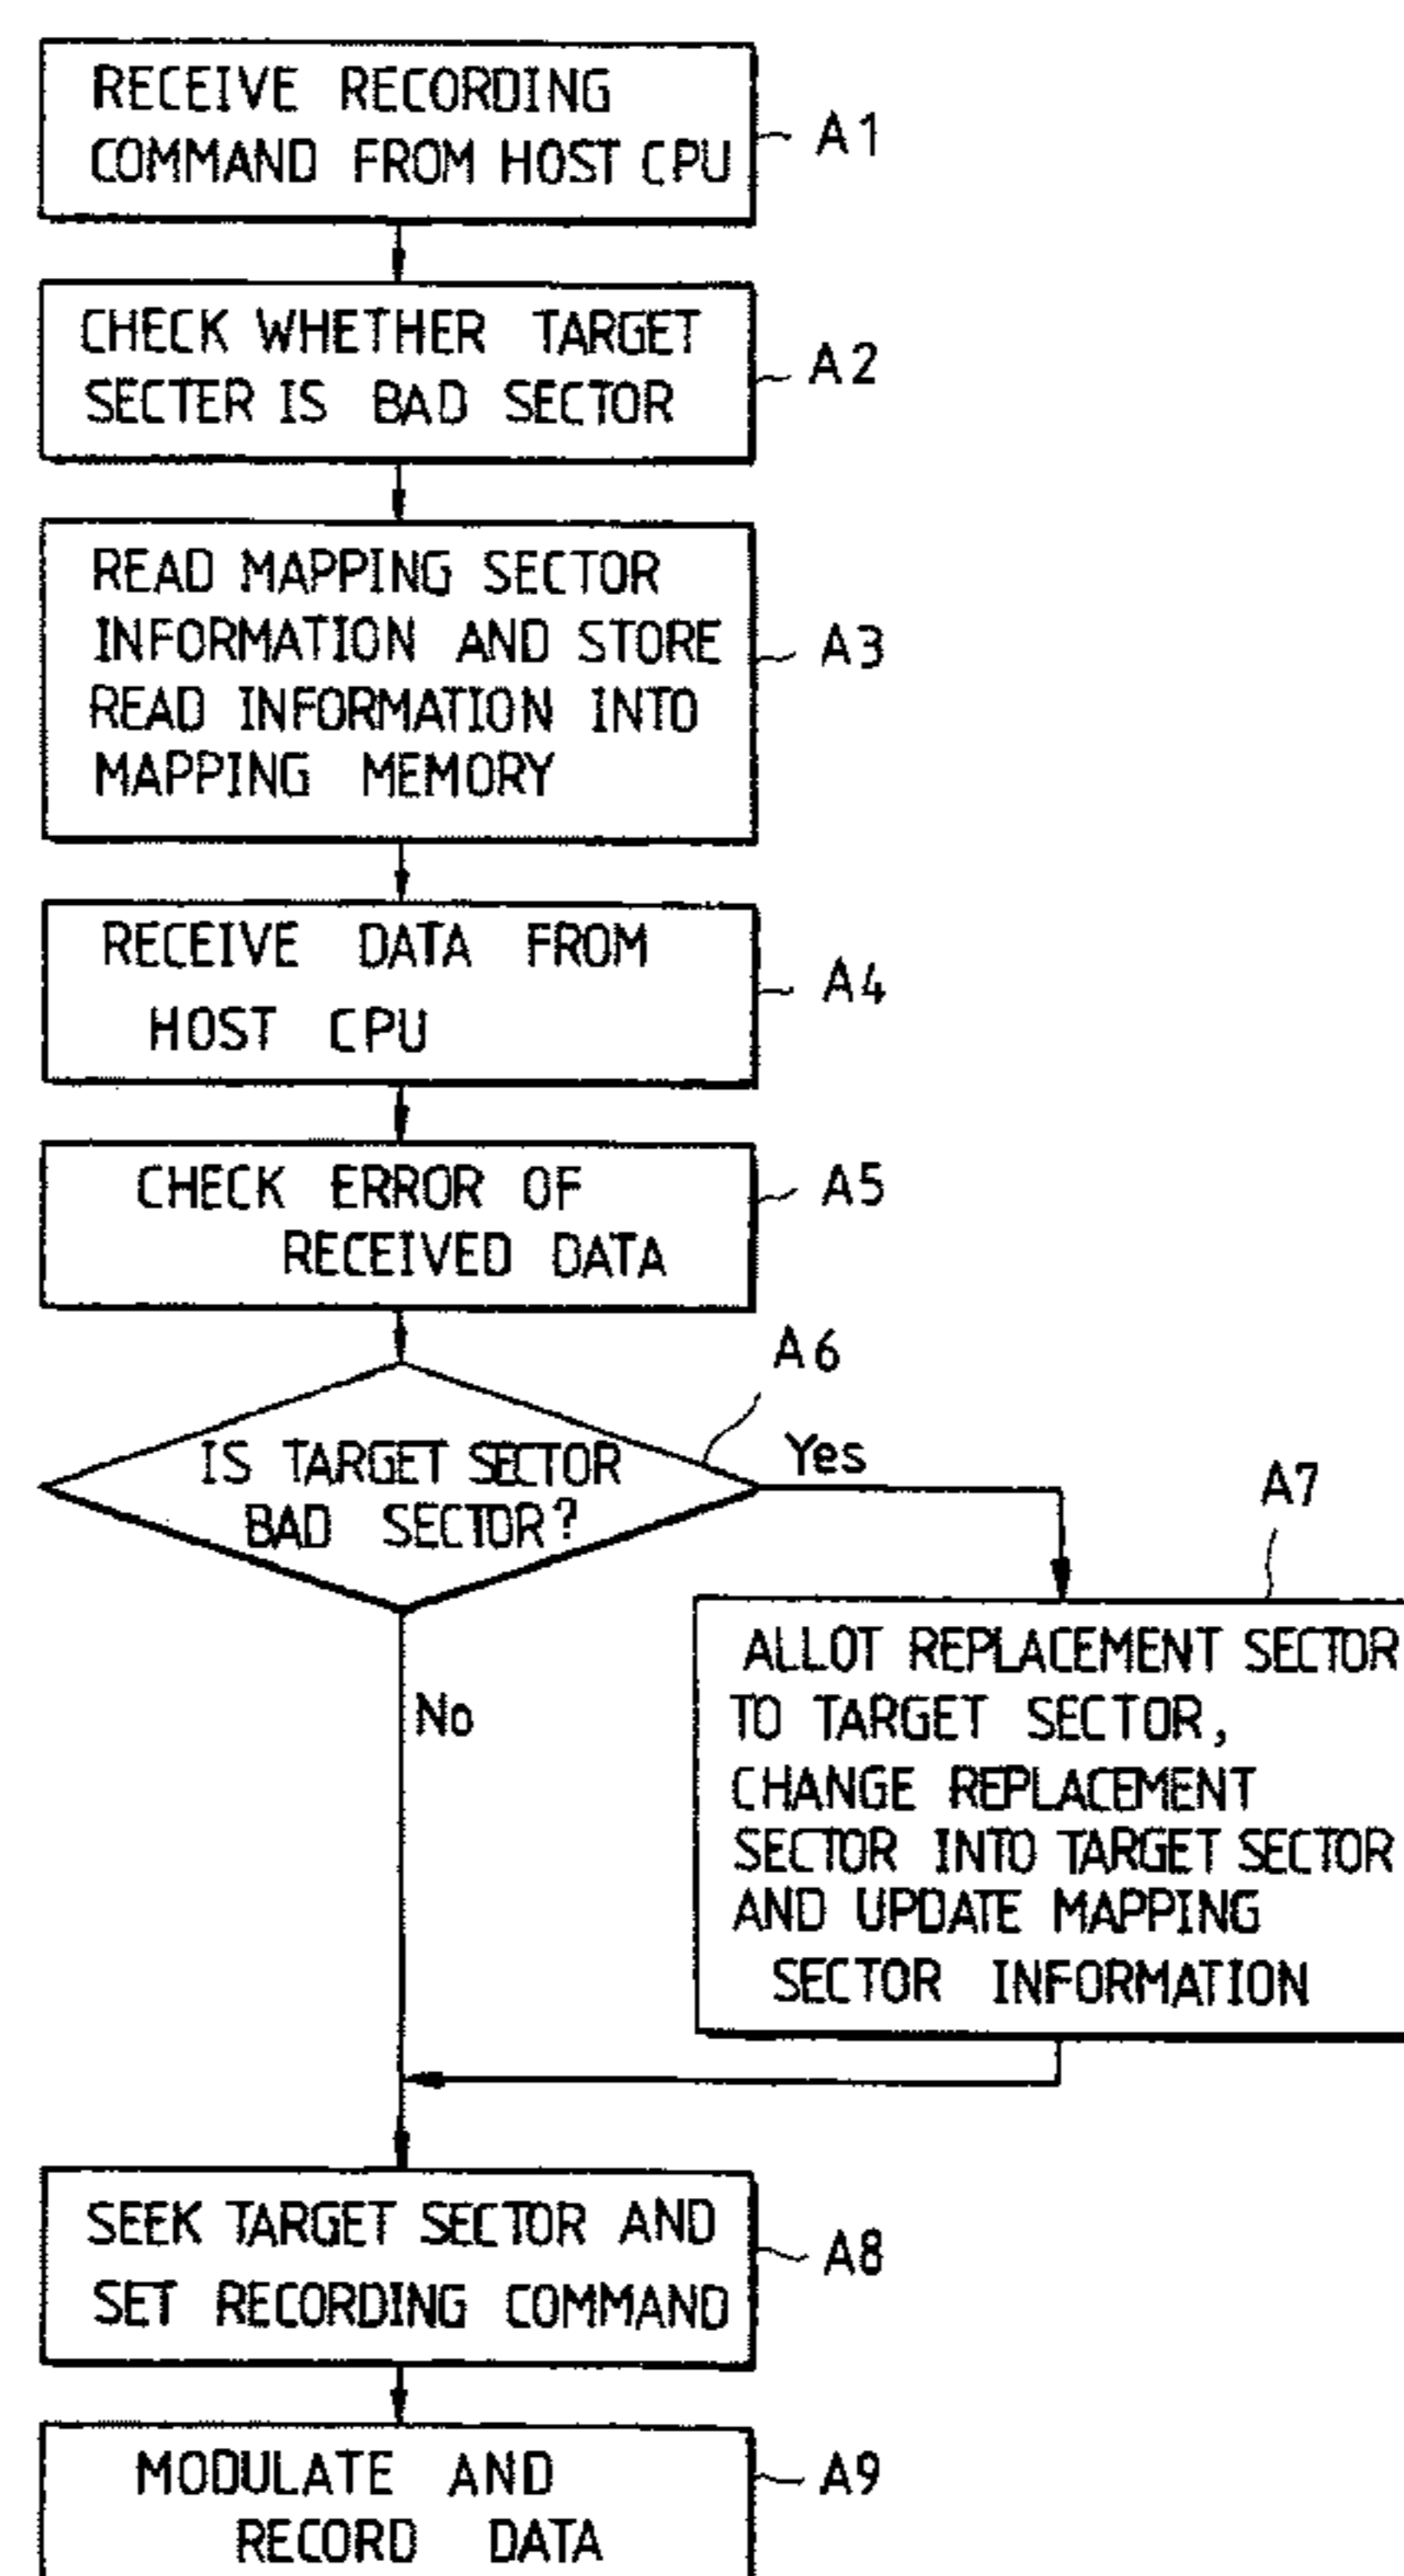 RECEIVE RECORDING
COMMAND FROM HOST CPU
A1
CHECK WHETHER TARGET
SECTER IS BAD SECTOR
A2
READ MAPPING SECTOR
INFORMATION AND STORE
READ INFORMATION INTO
MAPPING MEMORY
A3
RECEIVE DATA FROM
HOST CPU
A4
CHECK ERROR OF
RECEIVED DATA
A5
IS TARGET SECTOR
BAD SECTOR?
A6
Yes
No
A7
ALLOT REPLACEMENT SECTOR
TO TARGET SECTOR,
CHANGE REPLACEMENT
SECTOR INTO TARGET SECTOR
AND UPDATE MAPPING
SECTOR INFORMATION
SEEK TARGET SECTOR AND
SET RECORDING COMMAND
A8
MODULATE AND
RECORD DATA
A9